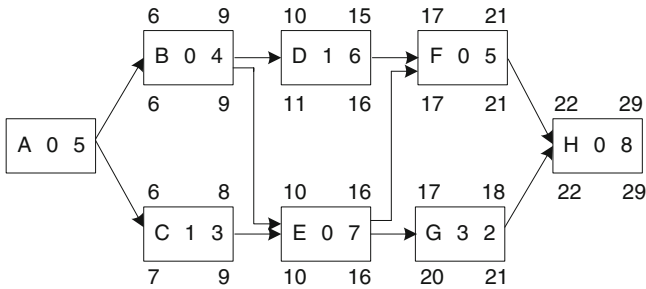 6 9 10 15 17 21
B 0 4 D 1 6 F 0 5
6 9 11 16 17 21 22 29
A 0 5 H 0 8
6 8 10 16 17 18 22 29
C 1 3 E 0 7 G 3 2
7 9 10 16 20 21